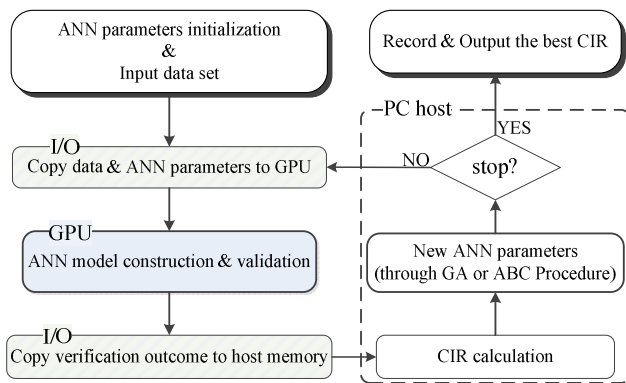 ANN parameters initialization
&
Input data set
I/O
Copy data & ANN parameters to GPU
GPU
ANN model construction & validation
I/O
Copy verification outcome to host memory
Record & Output the best CIR
PC host
YES
NO
stop?
New ANN parameters
(through GA or ABC Procedure)
CIR calculation